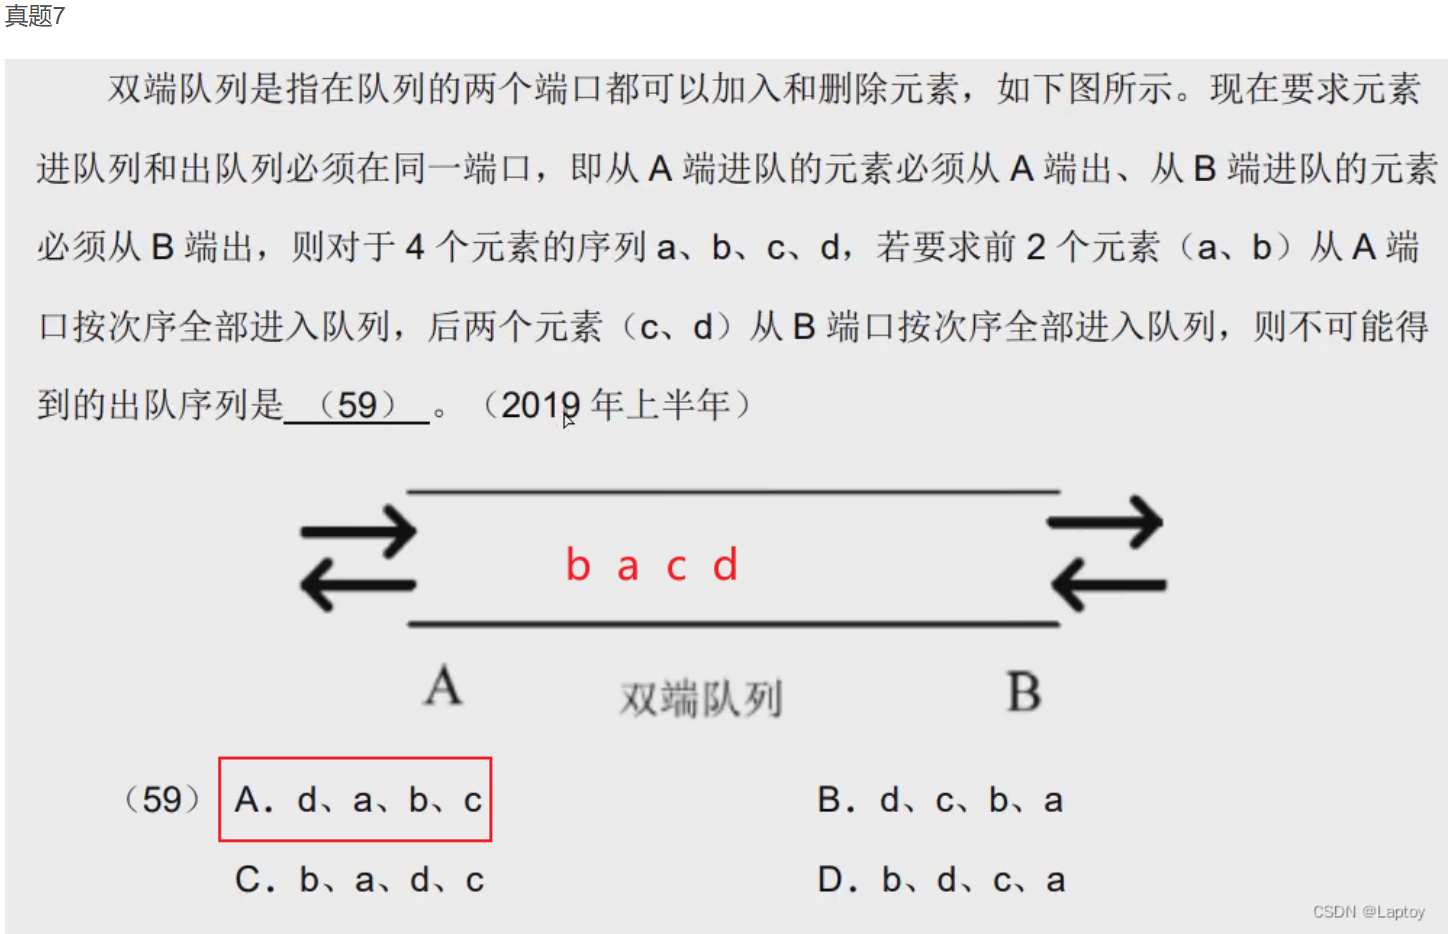 真题7
双端队列是指在队列的两个端口都可以加入和删除元素，如下图所示。现在要求元素
进队列和出队列必须在同一端口，即从 A 端进队的元素必须从 A 端出、从 B 端进队的元素
必须从 B 端出，则对于 4 个元素的序列 a、b、c、d，若要求前 2 个元素（a、b）从 A 端
口按次序全部进入队列，后两个元素（c、d）从 B 端口按次序全部进入队列，则不可能得
到的出队序列是 （59） 。（2019 年上半年）
b a c d
A 双端队列 B
（59） A．d、a、b、c B．d、c、b、a
C．b、a、d、c D．b、d、c、a
CSDN @Laptoy